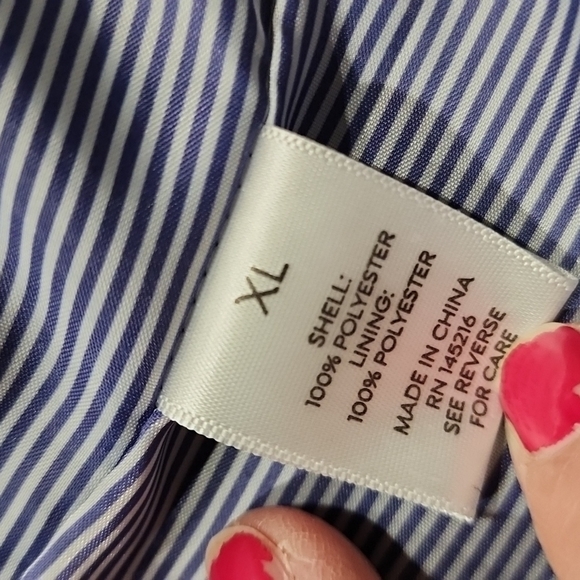 XL
SHELL:
100% POLYESTER
LINING:
100% POLYESTER
MADE IN CHINA
RN 145216
SEE REVERSE
FOR CARE